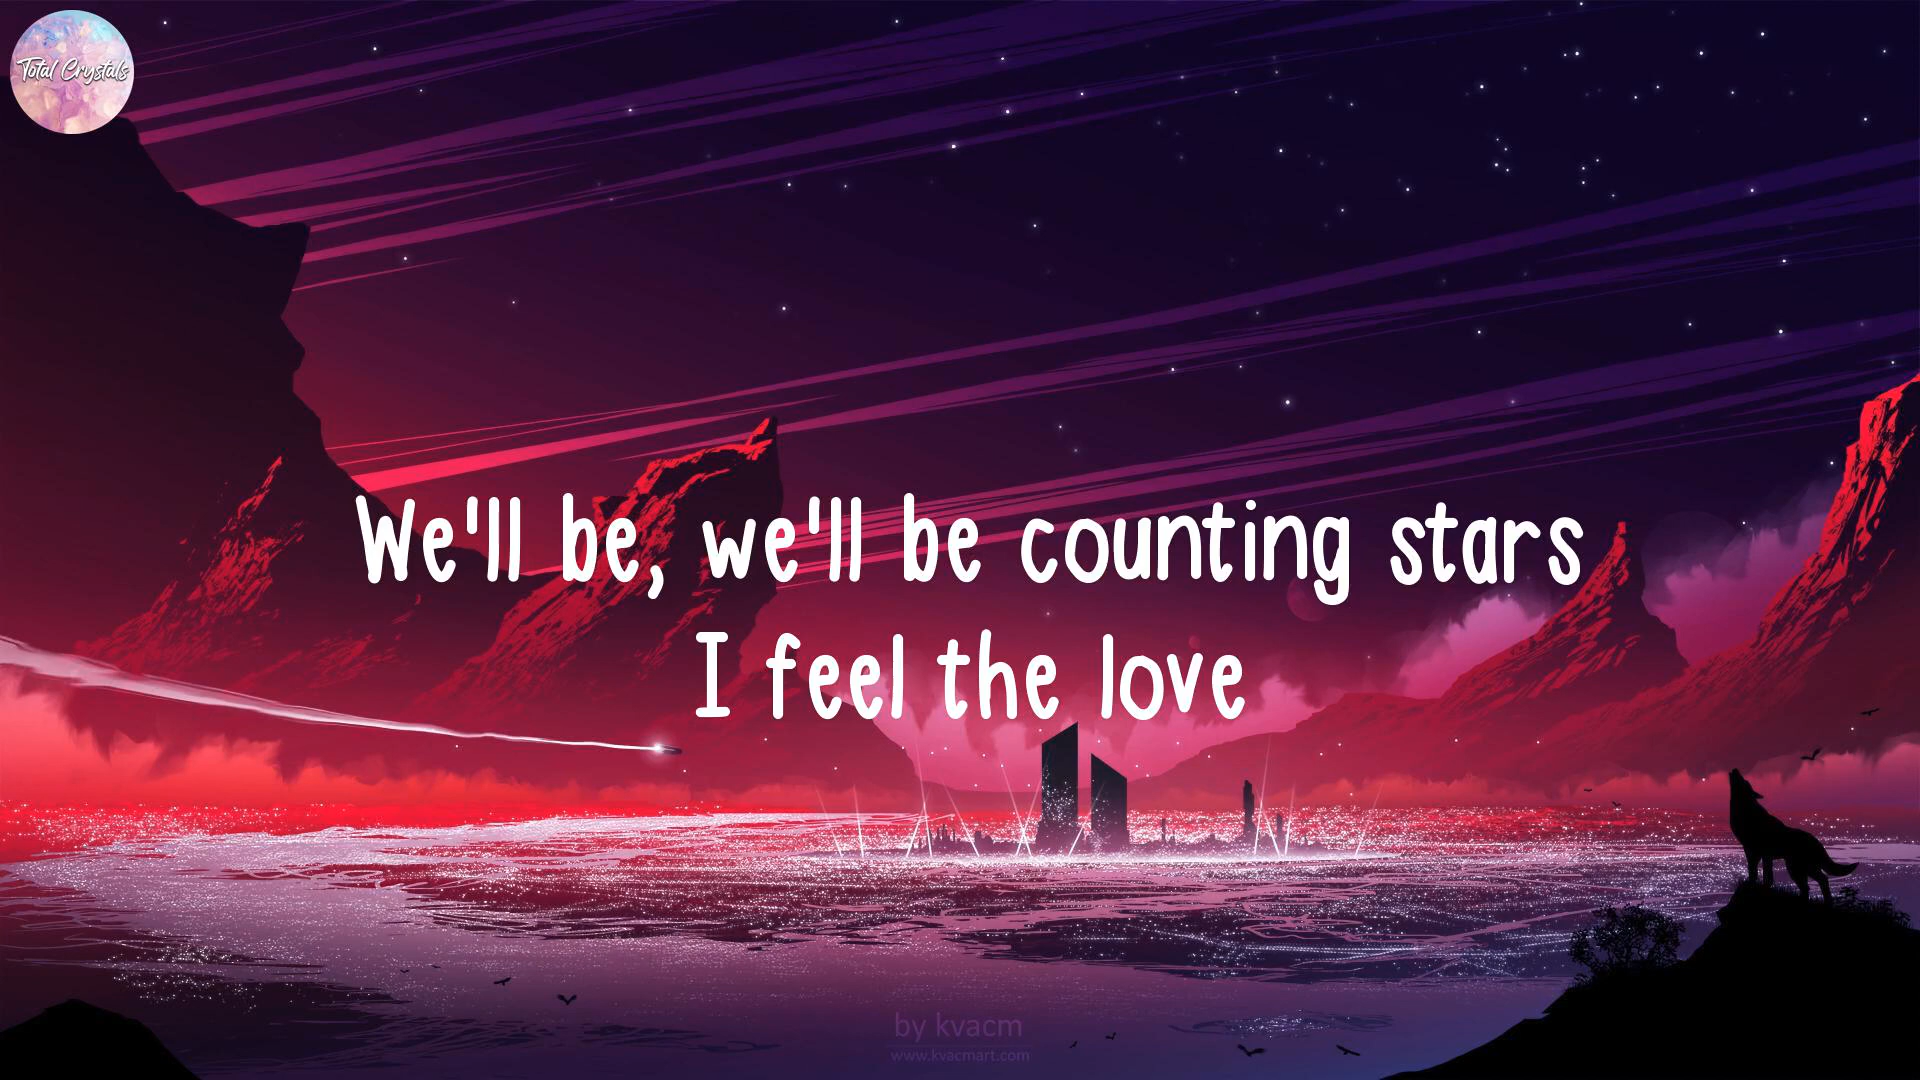 Total Crystals
We'll be, we'll be counting stars
I feel the love
by kvacm
www.kvacmart.com